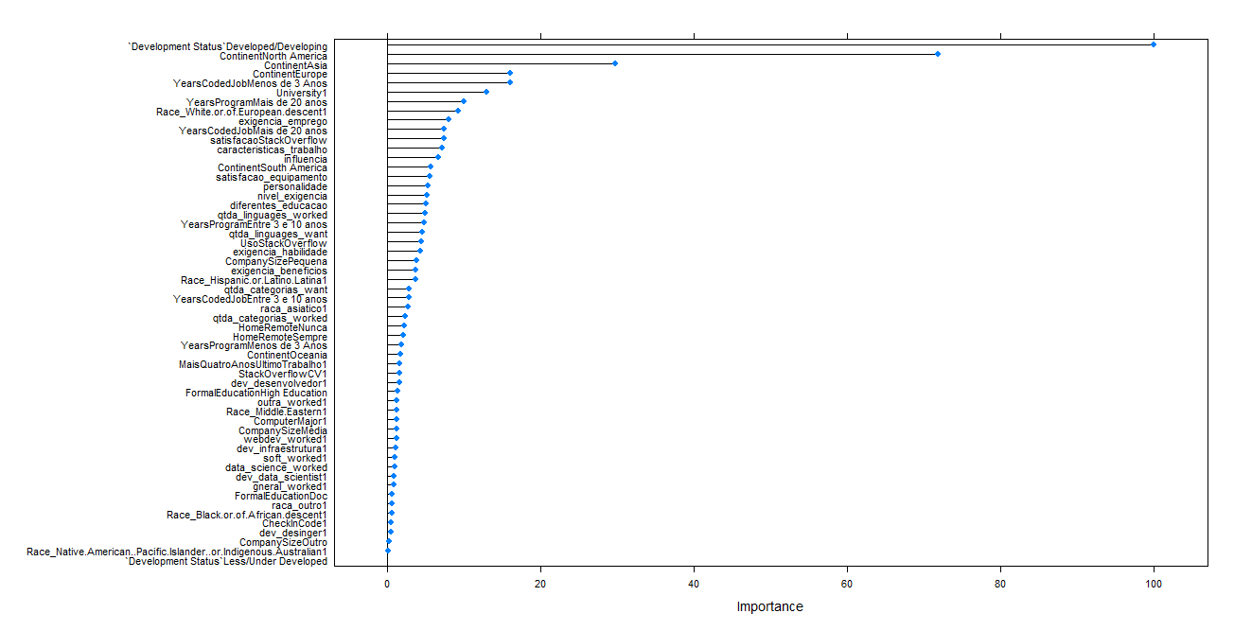 `Development Status`Developed/Developing
ContinentNorth America
ContinentAsia
ContinentEurope
YearsCodedJobMenos de 3 Anos
University1
YearsProgramMais de 20 anos
Race_White.or.of.European.descent1
exigencia_emprego
YearsCodedJobMais de 20 anos
satisfacaoStackOverflow
caracteristicas_trabalho
influencia
ContinentSouth America
satisfacao_equipamento
personalidade
nivel_exigencia
diferentes_educacao
qtda_linguages_worked
YearsProgramEntre 3 e 10 anos
qtda_linguages_want
UsoStackOverflow
exigencia_habilidade
CompanySizePequena
exigencia_beneficios
Race_Hispanic.or.Latino.Latina1
qtda_categorias_want
YearsCodedJobEntre 3 e 10 anos
raca_asiatico1
qtda_categorias_worked
HomeRemoteNunca
HomeRemoteSempre
YearsProgramMenos de 3 Anos
ContinentOceania
MaisQuatroAnosUltimoTrabalho1
StackOverflowCV1
dev_desenvolvedor1
FormalEducationHigh Education
outra_worked1
Race_Middle.Eastern1
ComputerMajor1
CompanySizeMédia
webdev_worked1
dev_infraestrutura1
soft_worked1
data_science_worked
dev_data_scientist1
gneral_worked1
FormalEducationDoc
raca_outro1
Race_Black.or.of.African.descent1
CheckInCode1
dev_desinger1
CompanySizeOutro
Race_Native.American..Pacific.Islander..or.Indigenous.Australian1
`Development Status`Less/Under Developed
0 20 40 60 80 100
Importance